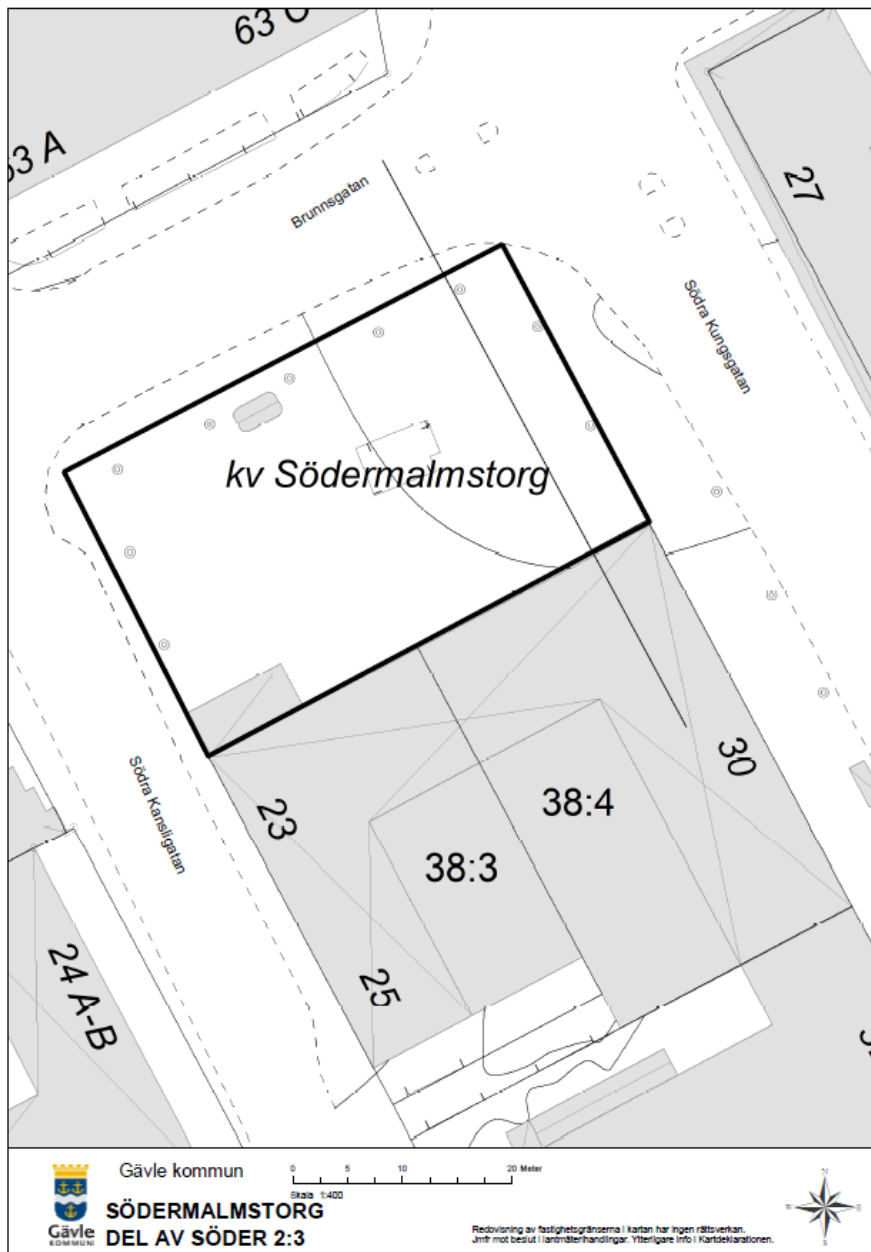 63 C
63 A
Brunnsgatan
27
Södra Kungsgatan
kv Södermalmstorg
Södra Kansligatan
23
38:4
30
38:3
25
24 A-B
Gävle kommun
0 5 10 20 Meter
Skala 1:400
SÖDERMALMSTORG
DEL AV SÖDER 2:3
Gävle
KOMMUN
Redovisning av fastighetsgränserna i kartan har ingen rättsverkan.
Jmfr mot beslut i lantmäterihandlingar. Ytterligare info i Kartdeklarationen.
N
W E
S